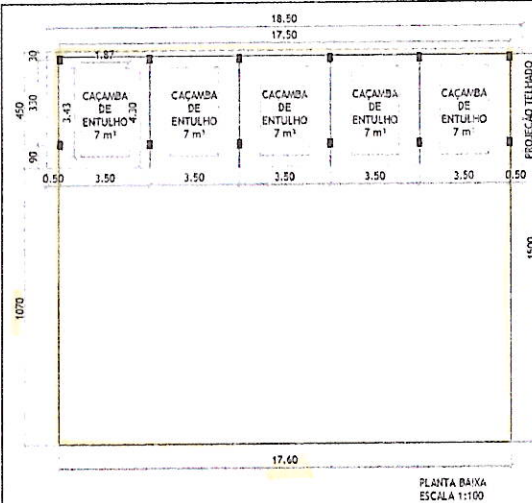 18.50
17.50
30
1.87
CAÇAMBA
DE
ENTULHO
7 m³
CAÇAMBA
DE
ENTULHO
7 m³
CAÇAMBA
DE
ENTULHO
7 m³
CAÇAMBA
DE
ENTULHO
7 m³
CAÇAMBA
DE
ENTULHO
7 m³
450
330
3.43
4.30
90
PROJEÇÃO TELHADO
0.50
3.50
3.50
3.50
3.50
3.50
0.50
1500
1070
17.60
PLANTA BAIXA
ESCALA 1:100